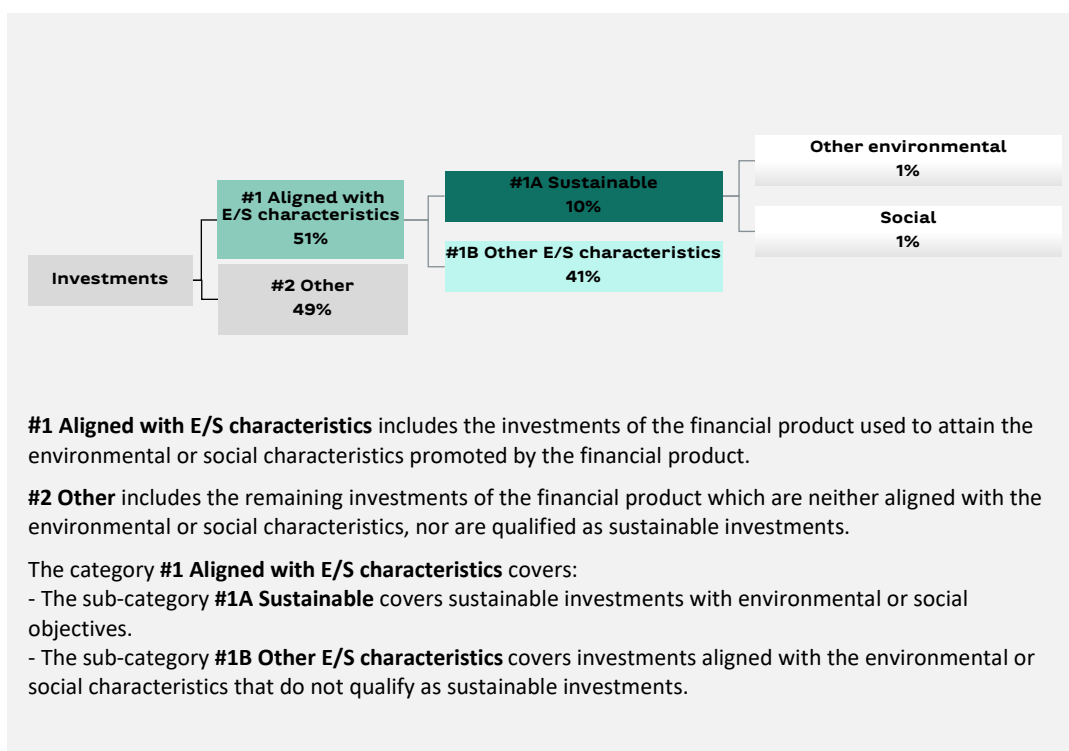 Investments
#1 Aligned with
E/S characteristics
51%
#2 Other
49%
#1A Sustainable
10%
#1B Other E/S characteristics
41%
Other environmental
1%
Social
1%
#1 Aligned with E/S characteristics includes the investments of the financial product used to attain the
environmental or social characteristics promoted by the financial product.
#2 Other includes the remaining investments of the financial product which are neither aligned with the
environmental or social characteristics, nor are qualified as sustainable investments.
The category #1 Aligned with E/S characteristics covers:
- The sub-category #1A Sustainable covers sustainable investments with environmental or social
objectives.
- The sub-category #1B Other E/S characteristics covers investments aligned with the environmental or
social characteristics that do not qualify as sustainable investments.